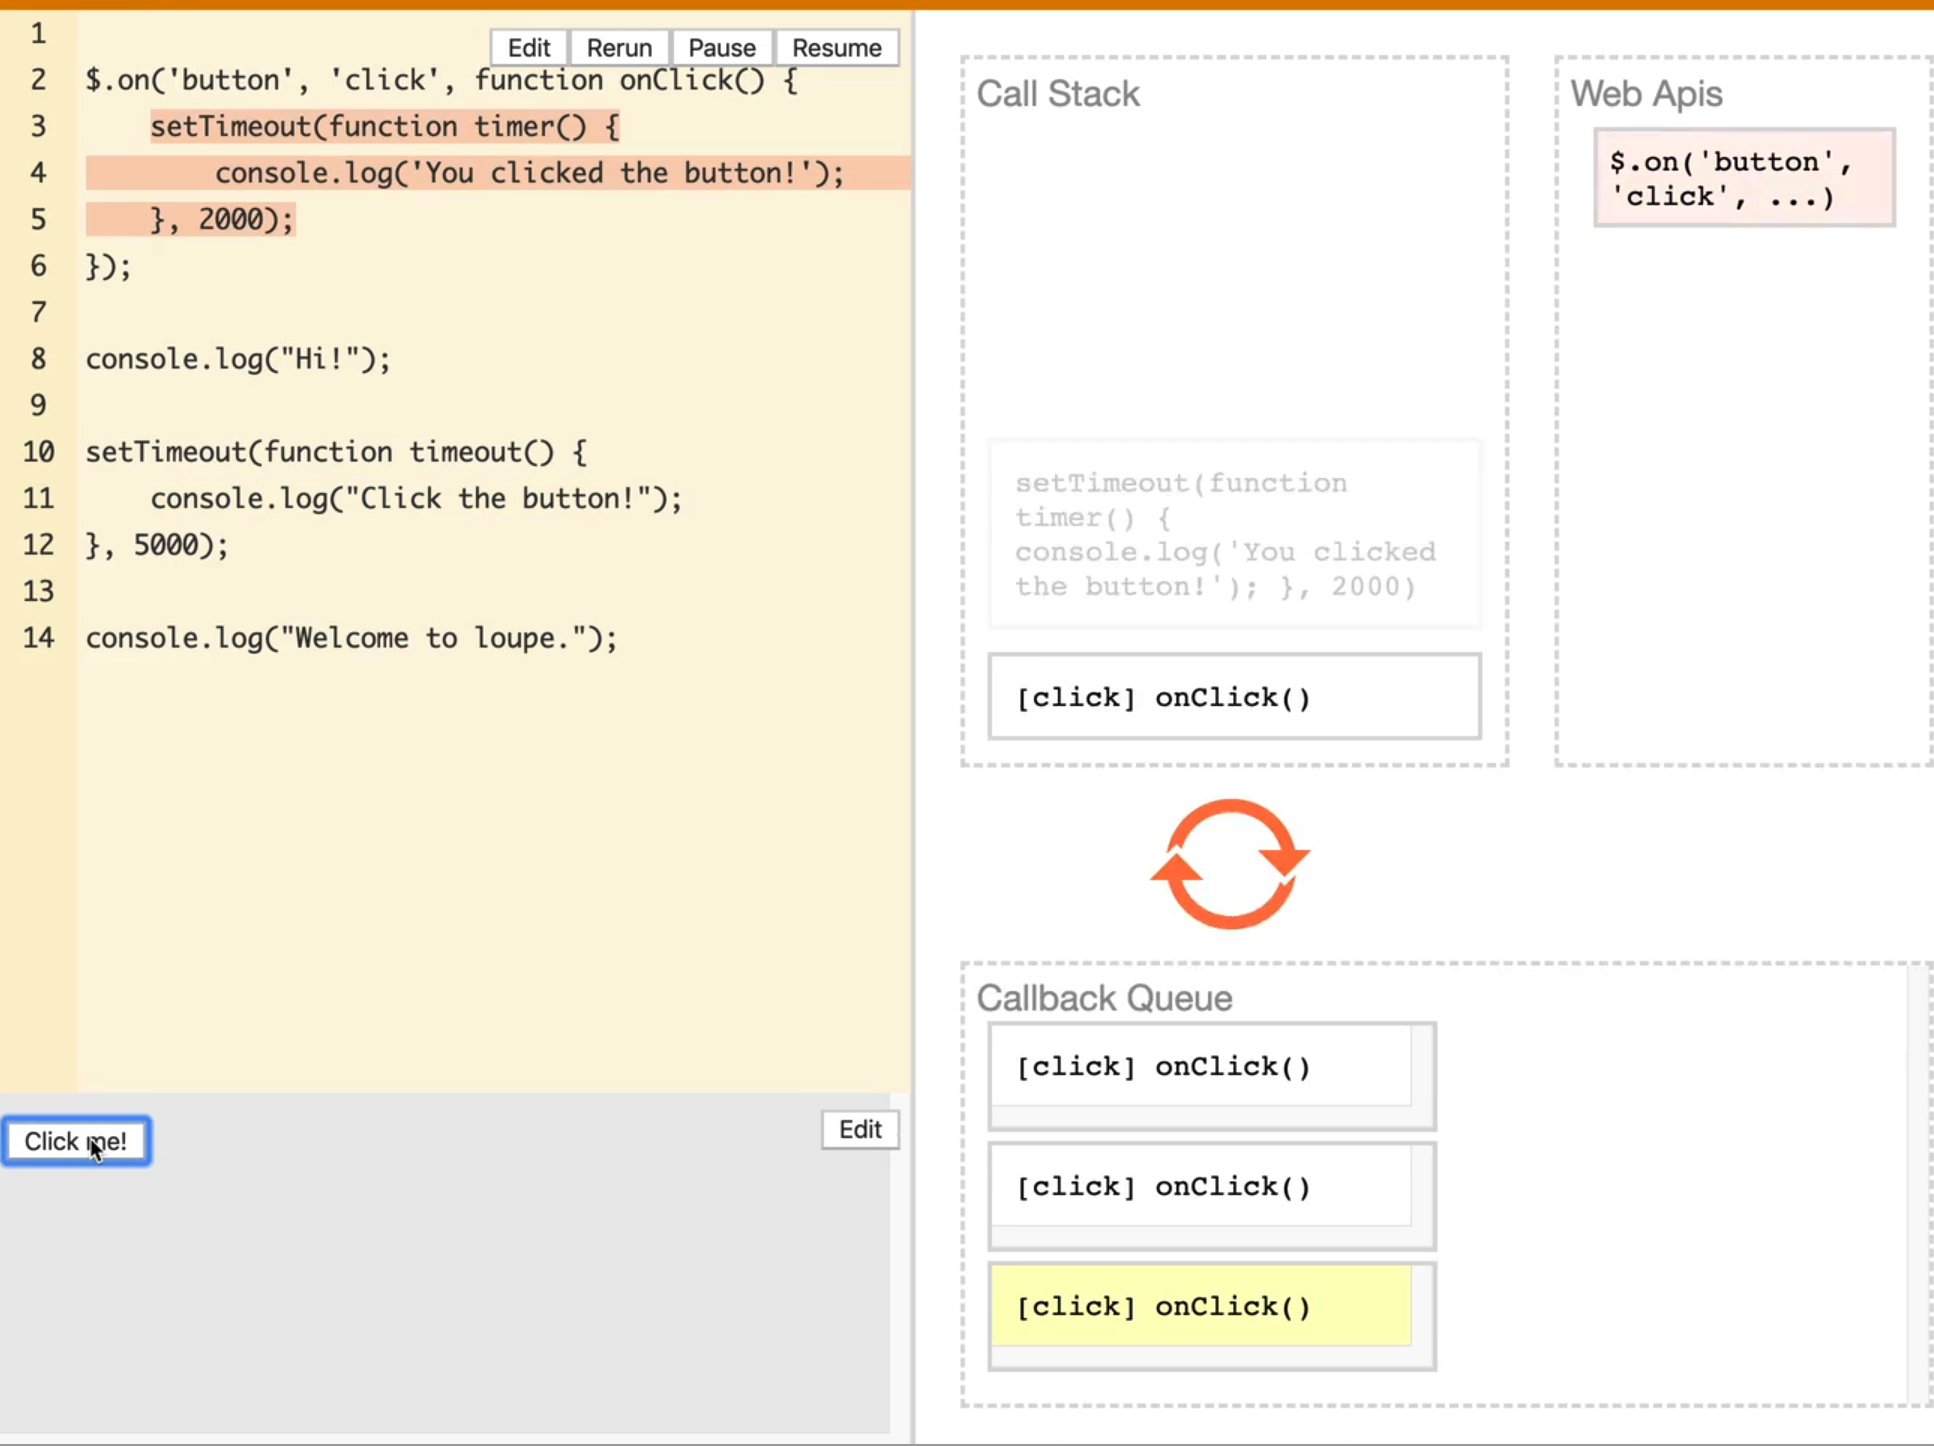 Edit Rerun Pause Resume
1
2 $.on('button', 'click', function onClick() {
3 setTimeout(function timer() {
4 console.log('You clicked the button!');
5 }, 2000);
6 });
7
8 console.log("Hi!");
9
10 setTimeout(function timeout() {
11 console.log("Click the button!");
12 }, 5000);
13
14 console.log("Welcome to loupe.");
Click me!
Edit
Call Stack
setTimeout(function
timer() {
console.log('You clicked
the button!'); }, 2000)
[click] onClick()
Web Apis
$.on('button',
'click', ...)
Callback Queue
[click] onClick()
[click] onClick()
[click] onClick()